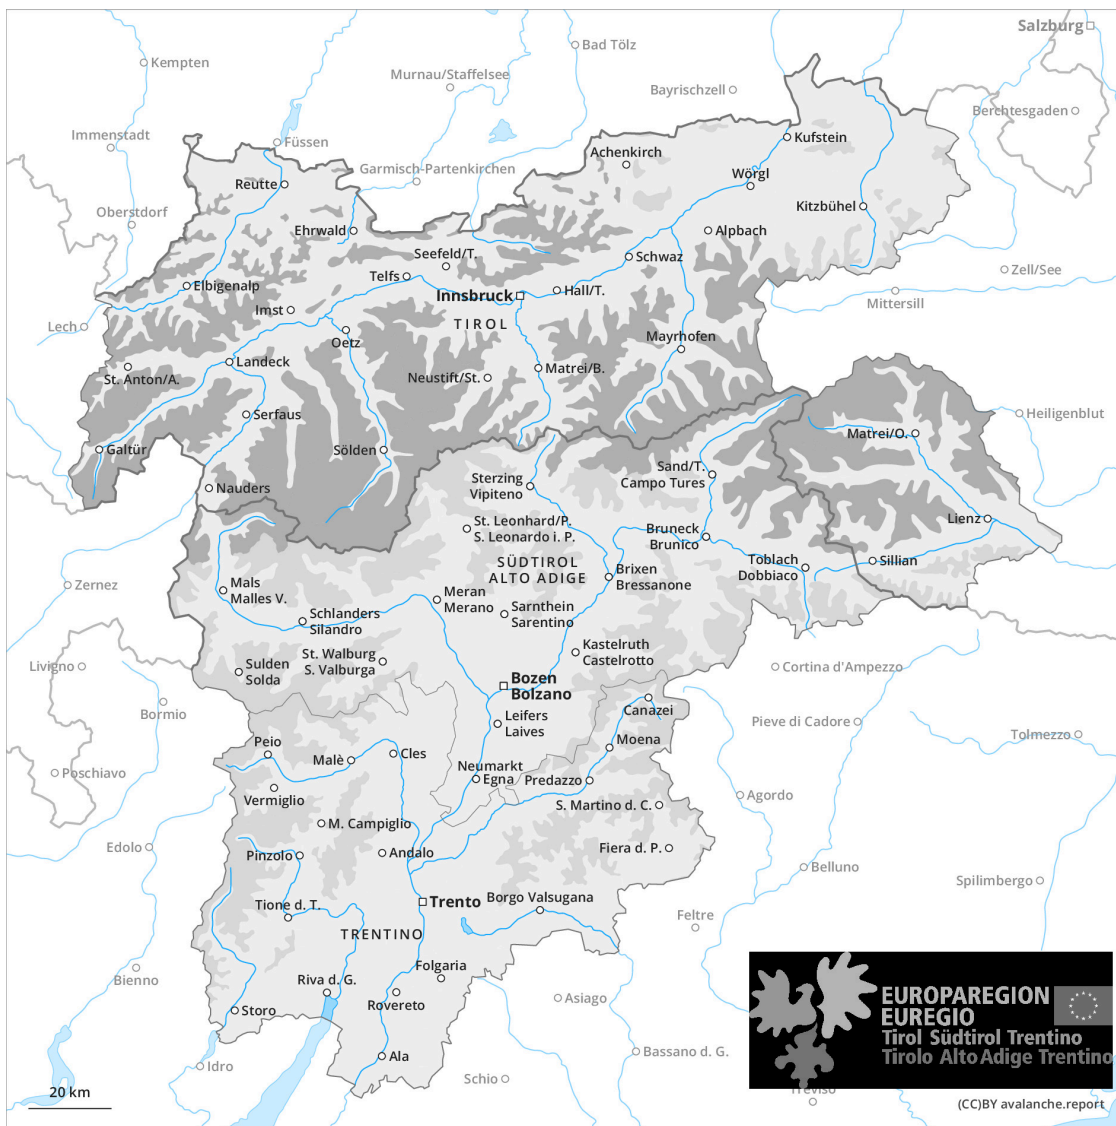 Salzburg
Bad Tölz
Kempten
Murnau/Staffelsee
Bayrischzell
Berchtesgaden
Immenstadt
Füssen
Kufstein
Achenkirch
Garmisch-Partenkirchen
Wörgl
Reutte
Oberstdorf
Kitzbühel
Ehrwald
Alpbach
Seefeld/T.
Schwaz
Zell/See
Telfs
Elbigenalp
Innsbruck
Hall/T.
Mittersill
Imst
TIROL
Lech
Oetz
Mayrhofen
Landeck
Matrei/B.
St. Anton/A.
Neustift/St.
Serfaus
Heiligenblut
Matrei/O.
Galtür
Sölden
Sand/T.
Campo Tures
Sterzing
Vipiteno
Nauders
St. Leonhard/P.
S. Leonardo i. P.
Lienz
Bruneck
Brunico
SÜDTIROL
ALTO ADIGE
Toblach
Dobbiaco
Sillian
Brixen
Bressanone
Zernez
Mals
Malles V.
Meran
Merano
Schlanders
Silandro
Sarnthein
Sarentino
Kastelruth
Castelrotto
St. Walburg
S. Valburga
Livigno
Sulden
Solda
Cortina d'Ampezzo
Bozen
Bolzano
Bormio
Canazei
Leifers
Laives
Pieve di Cadore
Tolmezzo
Peio
Moena
Cles
Malè
Neumarkt
Egna
Poschiavo
Predazzo
Vermiglio
Agordo
S. Martino d. C.
M. Campiglio
Edolo
Fiera d. P.
Pinzolo
Andalo
Belluno
Spilimbergo
Borgo Valsugana
Trento
Tione d. T.
Feltre
TRENTINO
Folgaria
Bienno
Riva d. G.
Rovereto
Asiago
Storo
EUROPAREGION
EUREGIO
Tirol Südtirol Trentino
Tirolo Alto Adige Trentino
Ala
Bassano d. G.
Idro
Schio
Treviso
20 km
(CC)BY avalanche.report